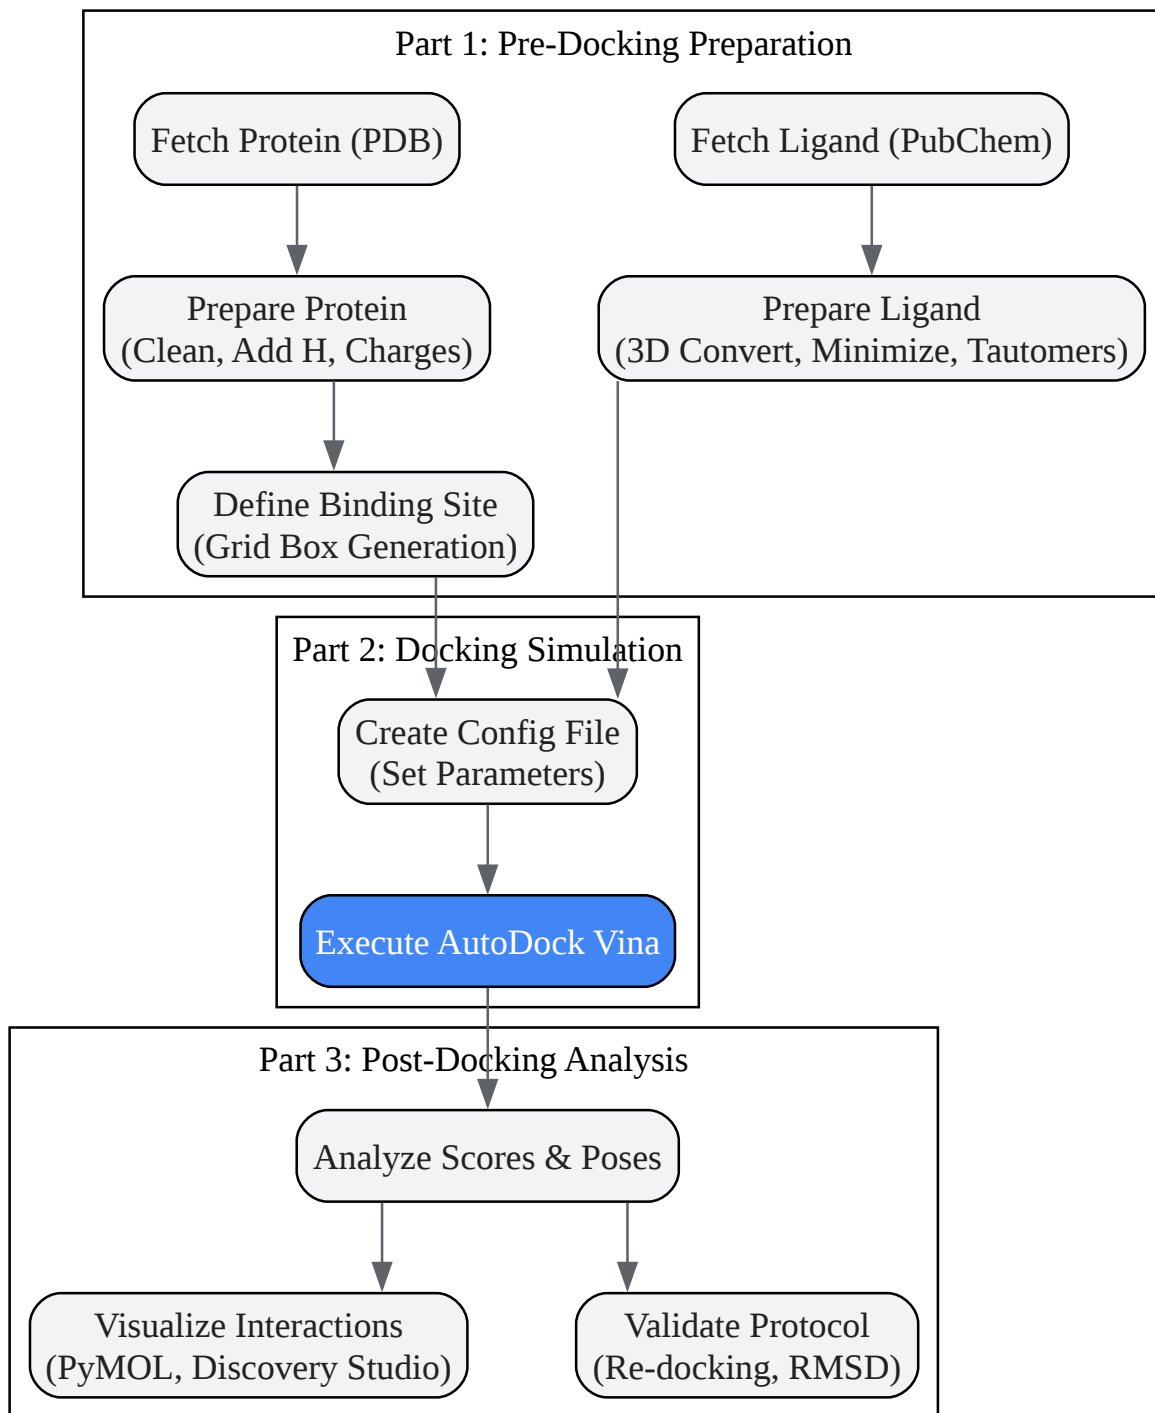 Part 1: Pre-Docking Preparation
Fetch Protein (PDB)
Fetch Ligand (PubChem)
Prepare Protein
(Clean, Add H, Charges)
Prepare Ligand
(3D Convert, Minimize, Tautomers)
Define Binding Site
(Grid Box Generation)
Part 2: Docking Simulation
Create Config File
(Set Parameters)
Execute AutoDock Vina
Part 3: Post-Docking Analysis
Analyze Scores & Poses
Visualize Interactions
(PyMOL, Discovery Studio)
Validate Protocol
(Re-docking, RMSD)